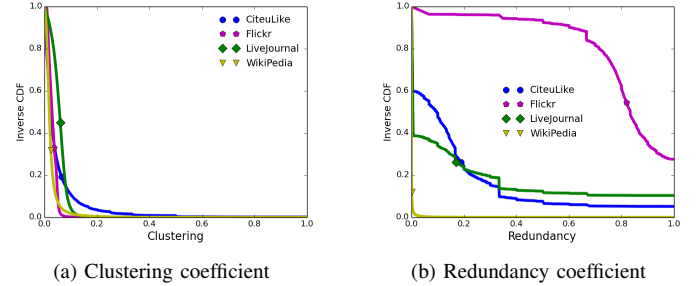 1.0
0.8
0.6
0.4
0.2
0.0
Inverse CDF
0.0 0.2 0.4 0.6 0.8 1.0
Clustering
CiteuLike
Flickr
LiveJournal
WikiPedia
(a) Clustering coefficient
1.0
0.8
0.6
0.4
0.2
0.0
Inverse CDF
0.0 0.2 0.4 0.6 0.8 1.0
Redundancy
CiteuLike
Flickr
LiveJournal
WikiPedia
(b) Redundancy coefficient